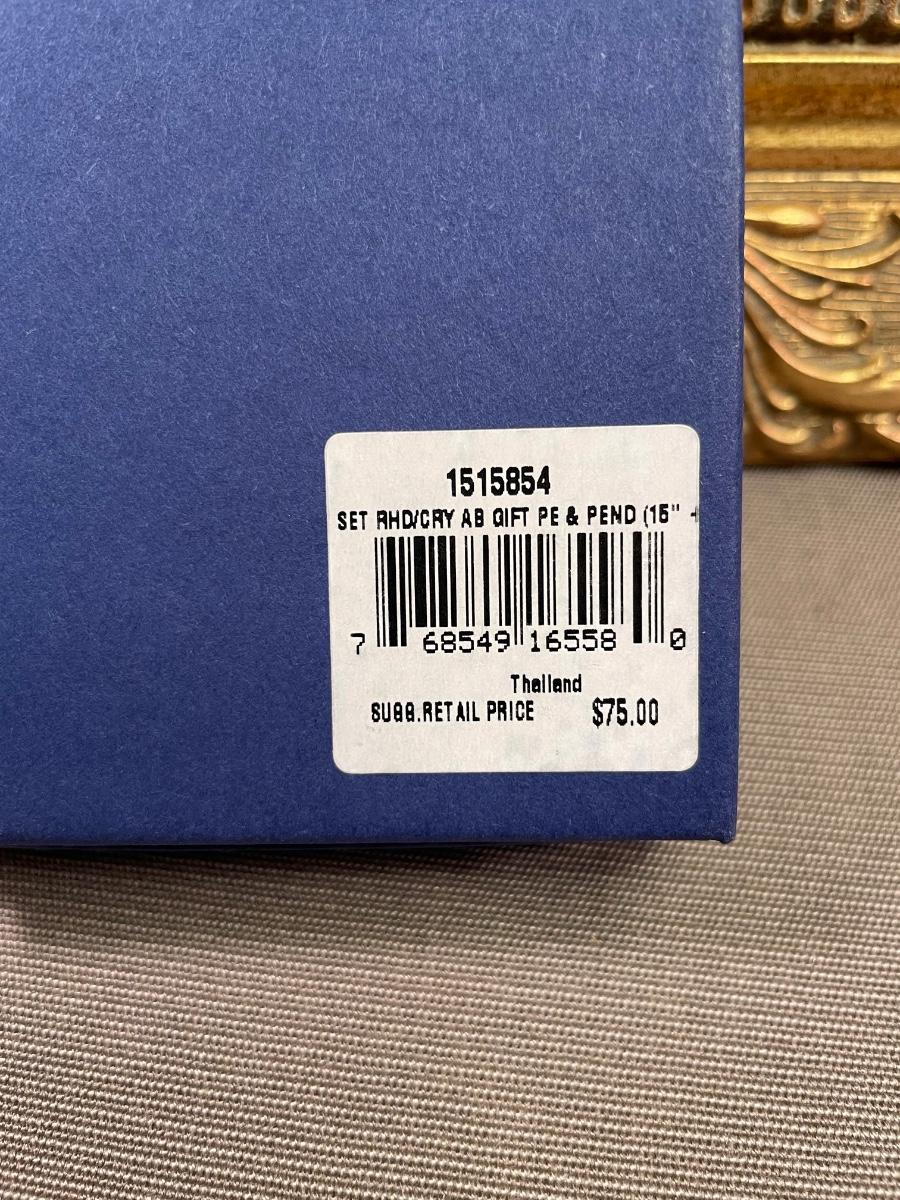 1515854
SET RHD/CRY AB GIFT PE & PEND (15" +
7 68549 16558 0
Thailand
SUGG.RETAIL PRICE $75.00